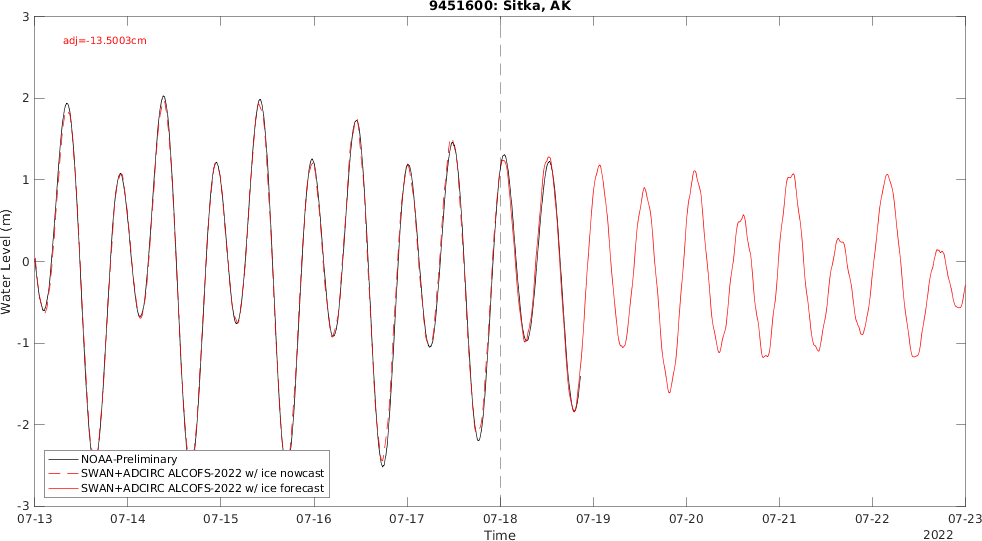 9451600: Sitka, AK
adj=-13.5003cm
3
2
1
0
-1
-2
-3
Water Level (m)
NOAA-Preliminary
SWAN+ADCIRC ALCOFS-2022 w/ ice nowcast
SWAN+ADCIRC ALCOFS-2022 w/ ice forecast
07-13 07-14 07-15 07-16 07-17 07-18 07-19 07-20 07-21 07-22 07-23
Time
2022